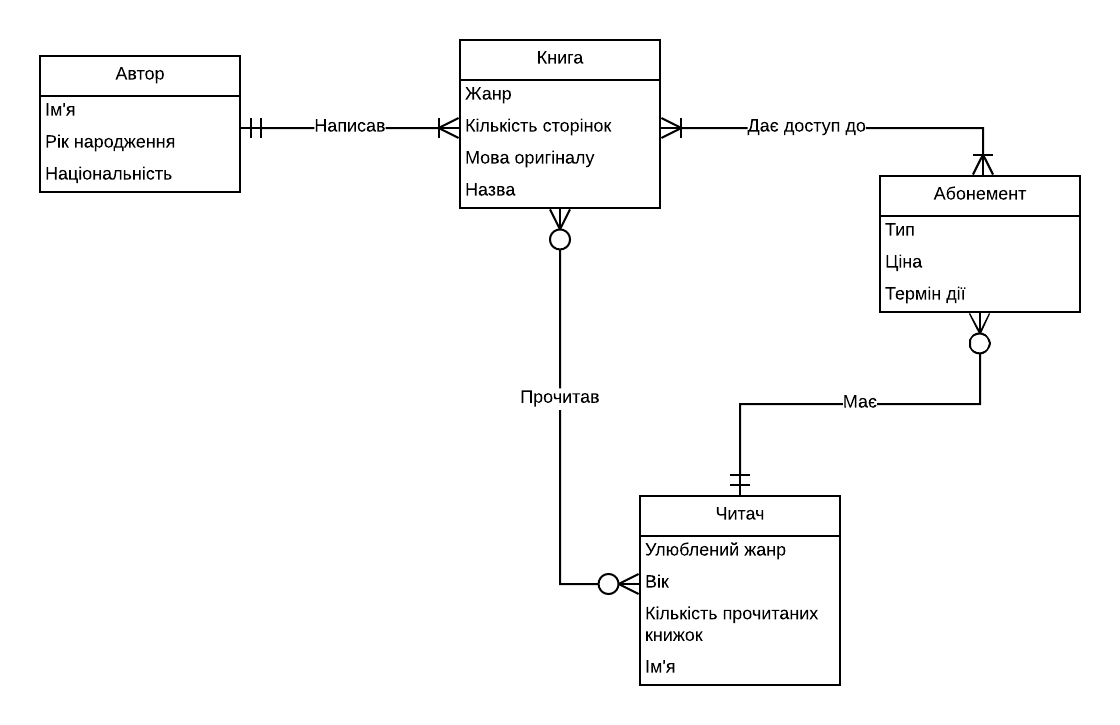 Автор
Ім'я
Рік народження
Національність
Написав
Книга
Жанр
Кількість сторінок
Мова оригіналу
Назва
Дає доступ до
Абонемент
Тип
Ціна
Термін дії
Прочитав
Має
Читач
Улюблений жанр
Вік
Кількість прочитаних
книжок
Ім'я